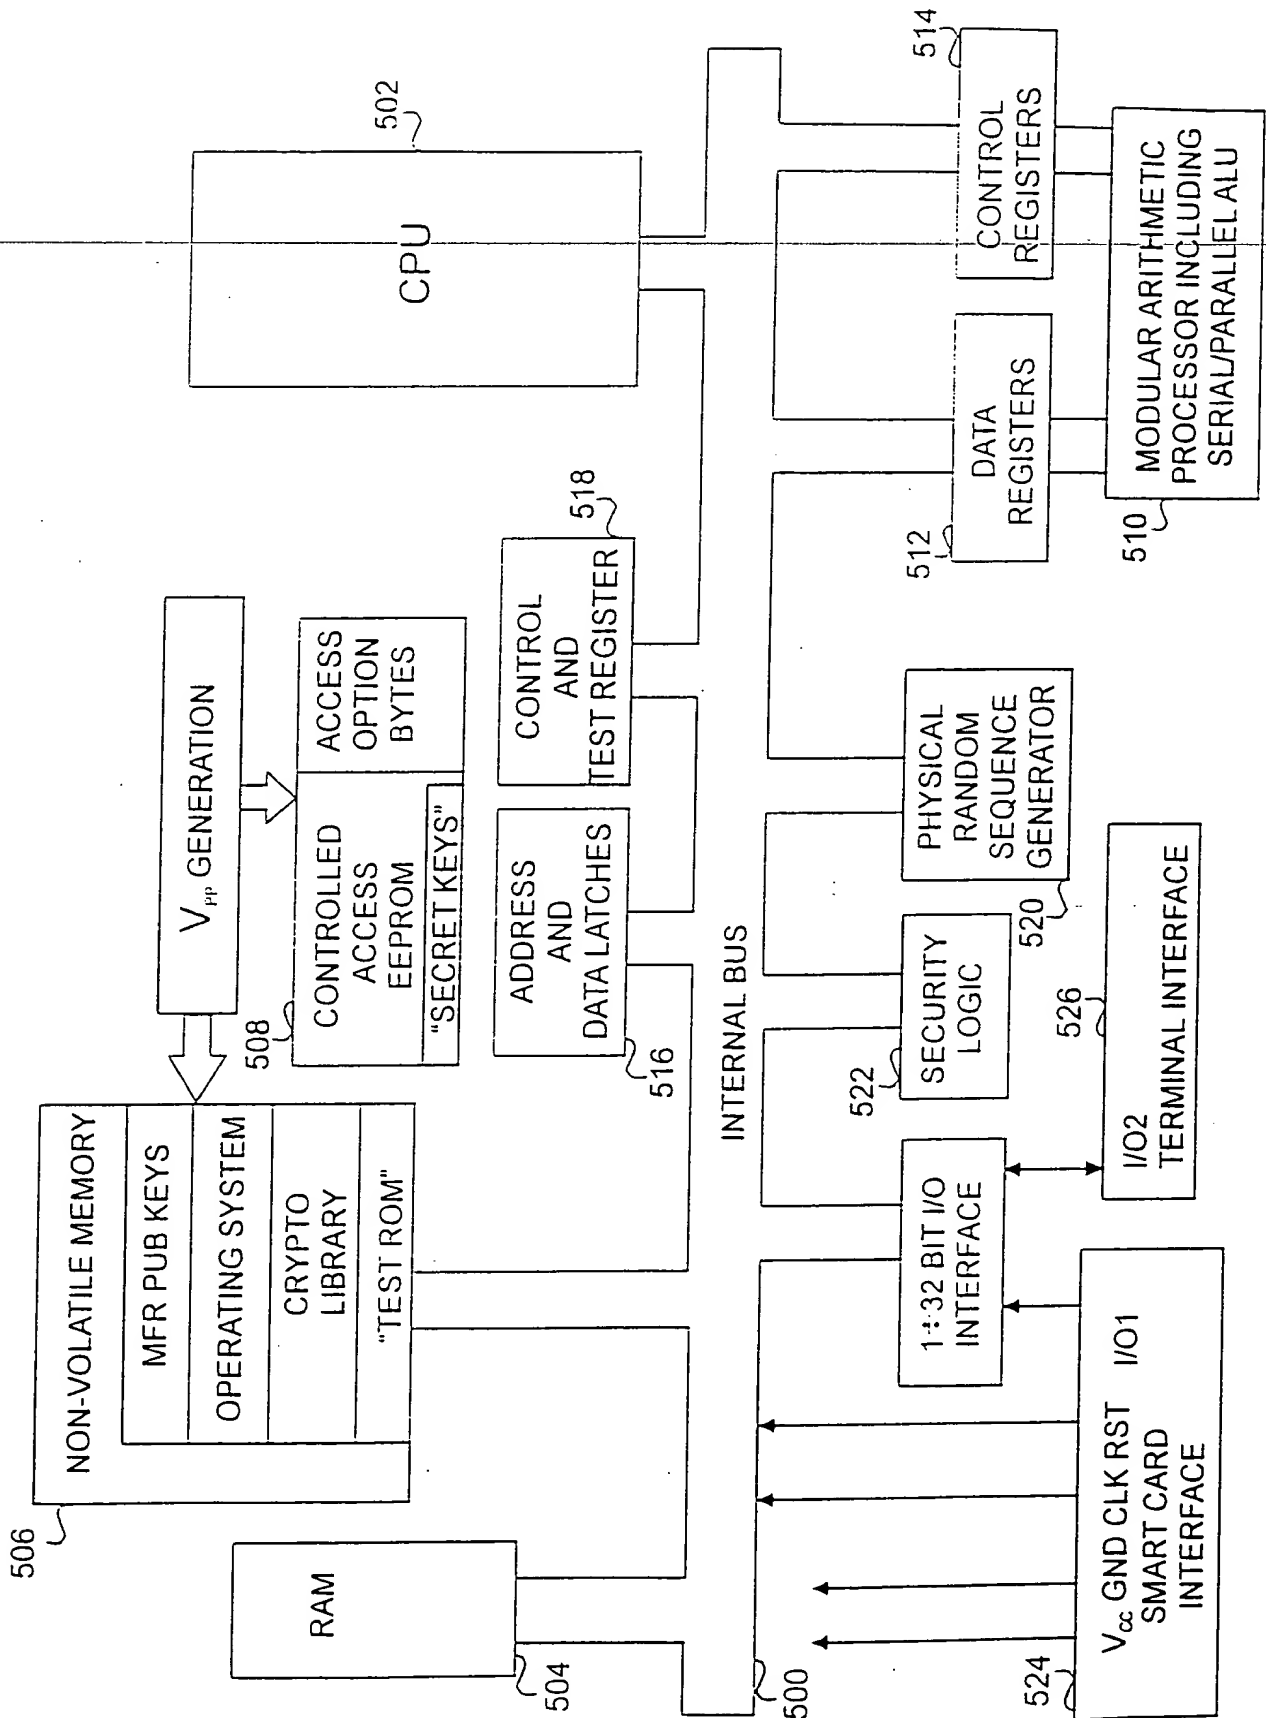 506
NON-VOLATILE MEMORY
MFR PUB KEYS
OPERATING SYSTEM
CRYPTO
LIBRARY
"TEST ROM"
V_PP GENERATION
508
CONTROLLED
ACCESS
EEPROM
"SECRET KEYS"
ACCESS
OPTION
BYTES
CPU
502
RAM
504
ADDRESS
AND
DATA LATCHES
516
CONTROL
AND
TEST REGISTER
518
INTERNAL BUS
500
1÷32 BIT I/O
INTERFACE
SECURITY
LOGIC
522
PHYSICAL
RANDOM
SEQUENCE
GENERATOR
520
512
DATA
REGISTERS
CONTROL
REGISTERS
514
524
V_CC GND CLK RST I/O1
SMART CARD
INTERFACE
526
I/O2
TERMINAL INTERFACE
510
MODULAR ARITHMETIC
PROCESSOR INCLUDING
SERIAL/PARALLEL ALU